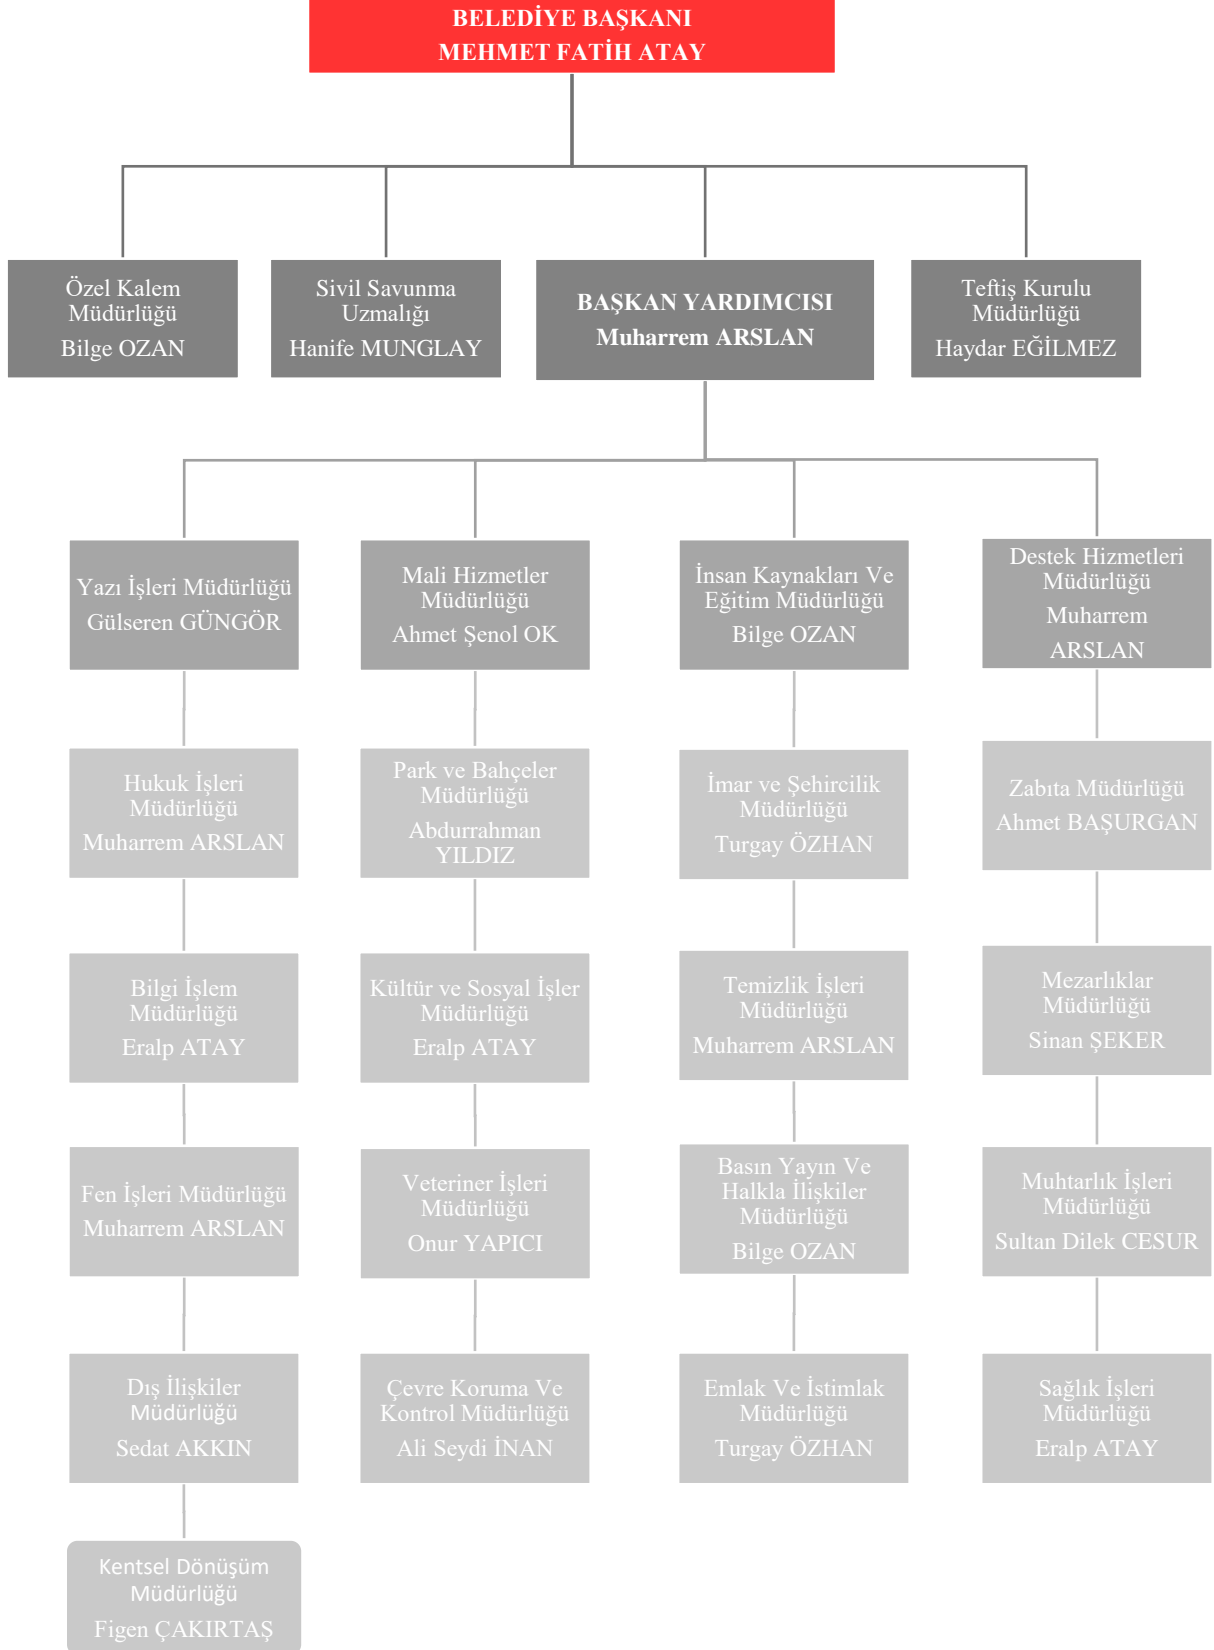 BELEDİYE BAŞKANI
MEHMET FATİH ATAY
Özel Kalem
Müdürlüğü
Bilge OZAN
Sivil Savunma
Uzmalığı
Hanife MUNGLAY
BAŞKAN YARDIMCISI
Muharrem ARSLAN
Teftiş Kurulu
Müdürlüğü
Haydar EĞİLMEZ
Yazı İşleri Müdürlüğü
Gülseren GÜNGÖR
Mali Hizmetler
Müdürlüğü
Ahmet Şenol OK
İnsan Kaynakları Ve
Eğitim Müdürlüğü
Bilge OZAN
Destek Hizmetleri
Müdürlüğü
Muharrem
ARSLAN
Hukuk İşleri
Müdürlüğü
Muharrem ARSLAN
Park ve Bahçeler
Müdürlüğü
Abdurrahman
YILDIZ
İmar ve Şehircilik
Müdürlüğü
Turgay ÖZHAN
Zabıta Müdürlüğü
Ahmet BAŞURGAN
Bilgi İşlem
Müdürlüğü
Eralp ATAY
Kültür ve Sosyal İşler
Müdürlüğü
Eralp ATAY
Temizlik İşleri
Müdürlüğü
Muharrem ARSLAN
Mezarlıklar
Müdürlüğü
Sinan ŞEKER
Fen İşleri Müdürlüğü
Muharrem ARSLAN
Veteriner İşleri
Müdürlüğü
Onur YAPICI
Basın Yayın Ve
Halkla İlişkiler
Müdürlüğü
Bilge OZAN
Muhtarlık İşleri
Müdürlüğü
Sultan Dilek CESUR
Dış İlişkiler
Müdürlüğü
Sedat AKKIN
Çevre Koruma Ve
Kontrol Müdürlüğü
Ali Seydi İNAN
Emlak Ve İstimlak
Müdürlüğü
Turgay ÖZHAN
Sağlık İşleri
Müdürlüğü
Eralp ATAY
Kentsel Dönüşüm
Müdürlüğü
Figen ÇAKIRTAŞ